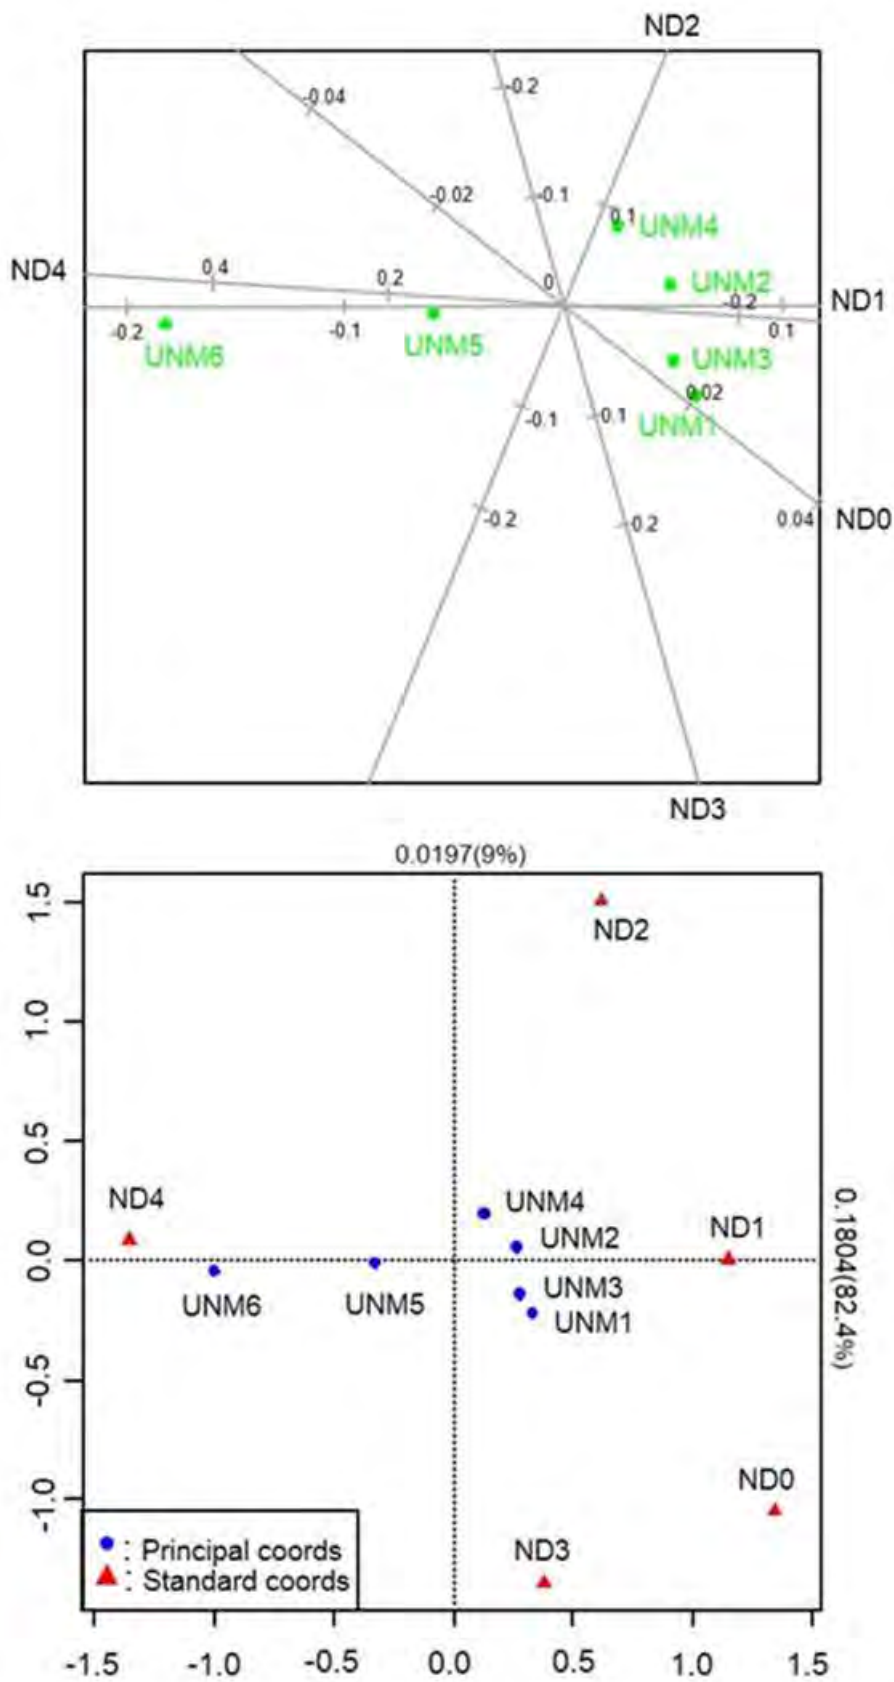 ND2
-0.04
-0.2
-0.02
-0.1
0.1
UNM4
ND4
0.4
0.2
0
UNM2
-0.2
ND1
-0.2
-0.1
0.1
UNM6
UNM5
UNM3
0.02
UNM1
-0.1
0.1
-0.2
0.2
0.04
ND0
ND3
0.0197(9%)
1.5
ND2
1.0
0.5
ND4
UNM4
UNM2
ND1
0.0
UNM6
UNM5
UNM3
UNM1
0.1804(82.4%)
-0.5
ND0
-1.0
ND3
: Principal coords
: Standard coords
-1.5 -1.0 -0.5 0.0 0.5 1.0 1.5